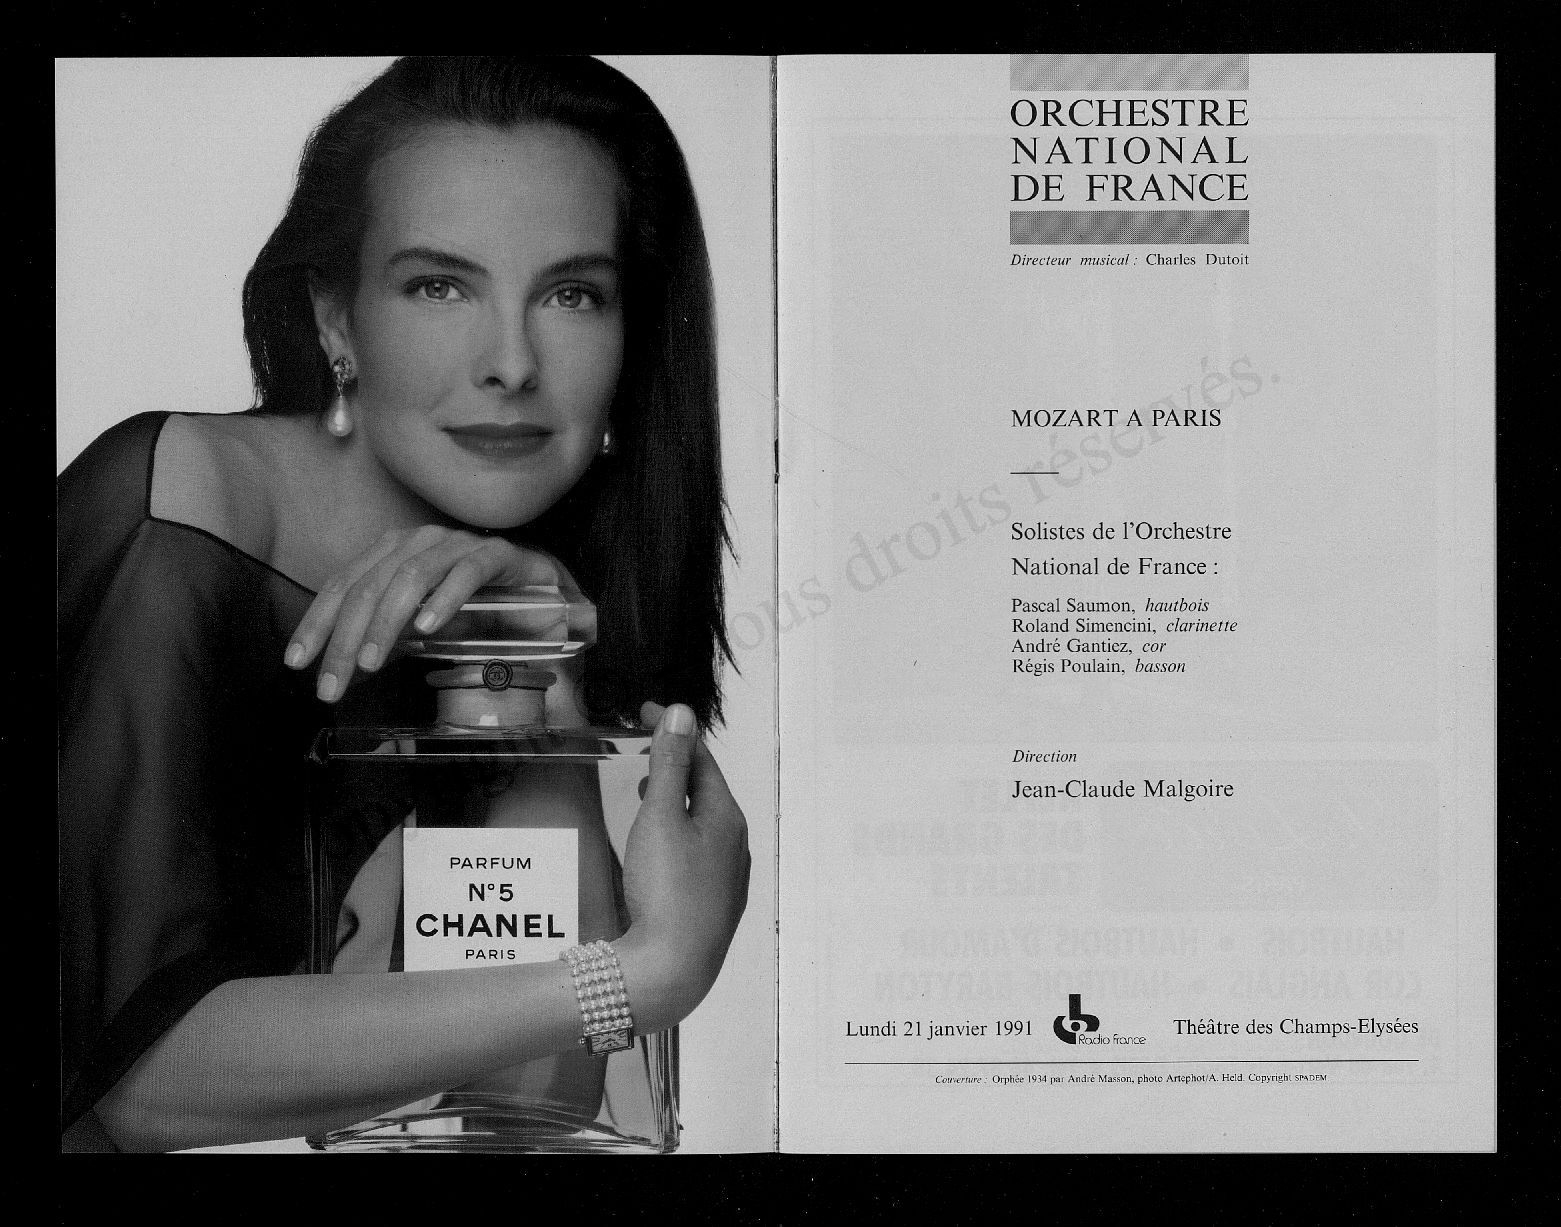 PARFUM
N°5
CHANEL
PARIS
ORCHESTRE
NATIONAL
DE FRANCE
Directeur musical : Charles Dutoit
MOZART A PARIS
Solistes de l'Orchestre
National de France :
Pascal Saumon, hautbois
Roland Simencini, clarinette
André Gantiez, cor
Régis Poulain, basson
Direction
Jean-Claude Malgoire
Lundi 21 janvier 1991
Radio france
Théâtre des Champs-Elysées
Couverture : Orphée 1934 par André Masson, photo Artephot/A. Held. Copyright SPADEM
droits réservés.